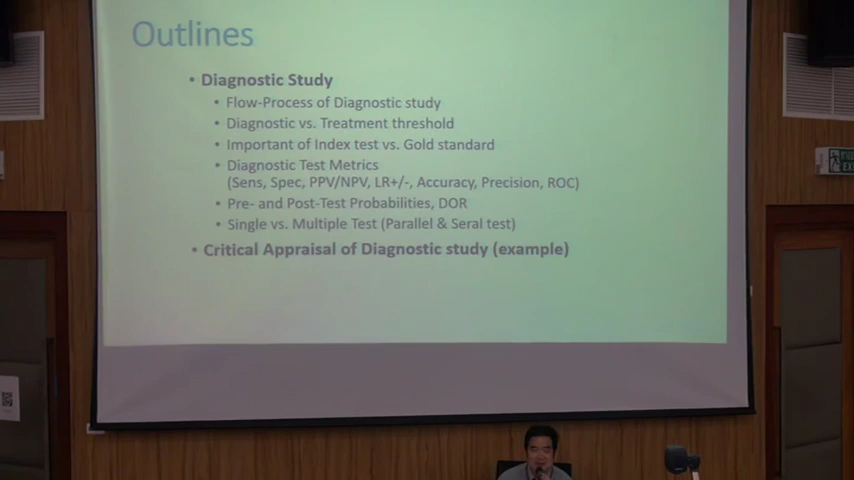 Outlines
• Diagnostic Study
• Flow-Process of Diagnostic study
• Diagnostic vs. Treatment threshold
• Important of Index test vs. Gold standard
• Diagnostic Test Metrics
(Sens, Spec, PPV/NPV, LR+/-, Accuracy, Precision, ROC)
• Pre- and Post-Test Probabilities, DOR
• Single vs. Multiple Test (Parallel & Seral test)
• Critical Appraisal of Diagnostic study (example)